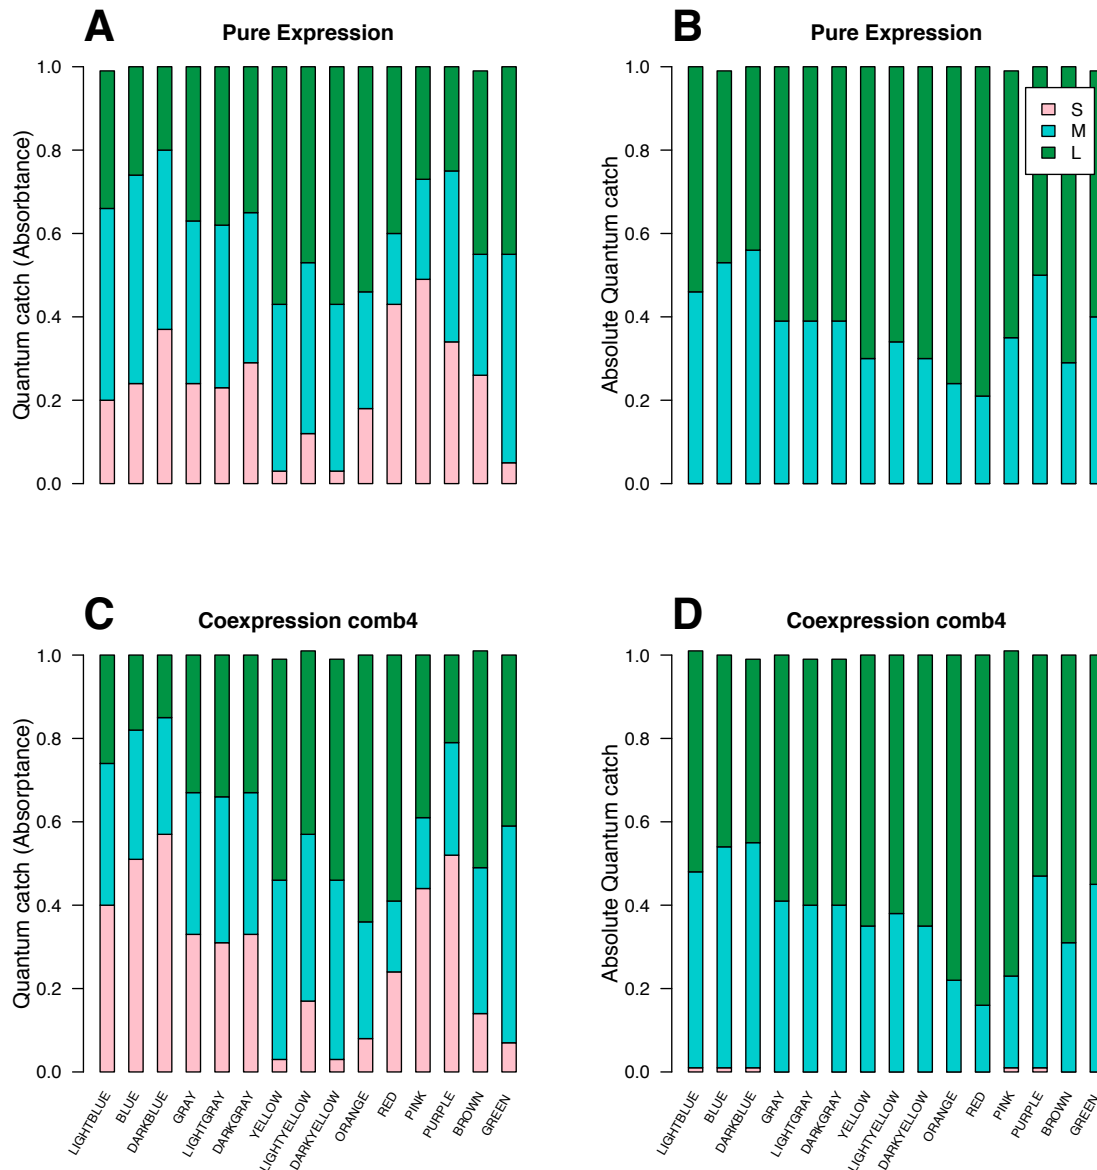 A
Pure Expression
Quantum catch (Absorbtance)
1.0
0.8
0.6
0.4
0.2
0.0
B
Pure Expression
Absolute Quantum catch
1.0
0.8
0.6
0.4
0.2
0.0
S
M
L
C
Coexpression comb4
Quantum catch (Absorptance)
1.0
0.8
0.6
0.4
0.2
0.0
LIGHTBLUE
BLUE
DARKBLUE
GRAY
LIGHTGRAY
DARKGRAY
YELLOW
LIGHTYELLOW
DARKYELLOW
ORANGE
RED
PINK
PURPLE
BROWN
GREEN
D
Coexpression comb4
Absolute Quantum catch
1.0
0.8
0.6
0.4
0.2
0.0
LIGHTBLUE
BLUE
DARKBLUE
GRAY
LIGHTGRAY
DARKGRAY
YELLOW
LIGHTYELLOW
DARKYELLOW
ORANGE
RED
PINK
PURPLE
BROWN
GREEN